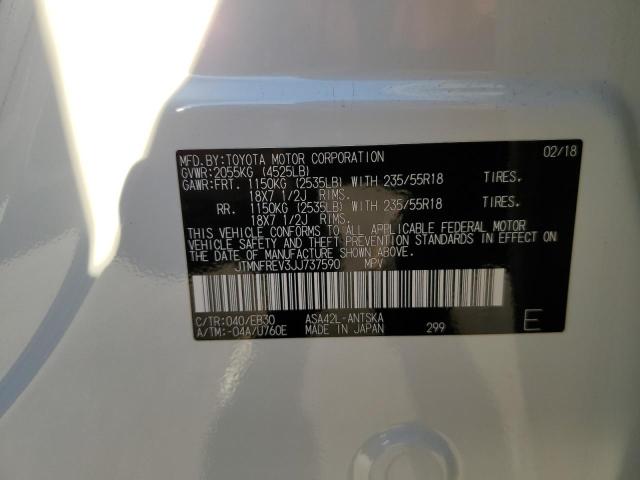 MFD.BY:TOYOTA MOTOR CORPORATION 02/18
GVWR:2055KG (4525LB)
GAWR:FRT. 1150KG (2535LB) WITH 235/55R18 TIRES.
18X7 1/2J RIMS.
RR. 1150KG (2535LB) WITH 235/55R18 TIRES.
18X7 1/2J RIMS.
THIS VEHICLE CONFORMS TO ALL APPLICABLE FEDERAL MOTOR
VEHICLE SAFETY AND THEFT PREVENTION STANDARDS IN EFFECT ON
THE DATE OF MANUFACTURE SHOWN ABOVE.
JTMNFREV3JJ737590 MPV
C/TR:040/EB30 ASA42L-ANTSKA
A/TM:-04A/U760E MADE IN JAPAN 299 E